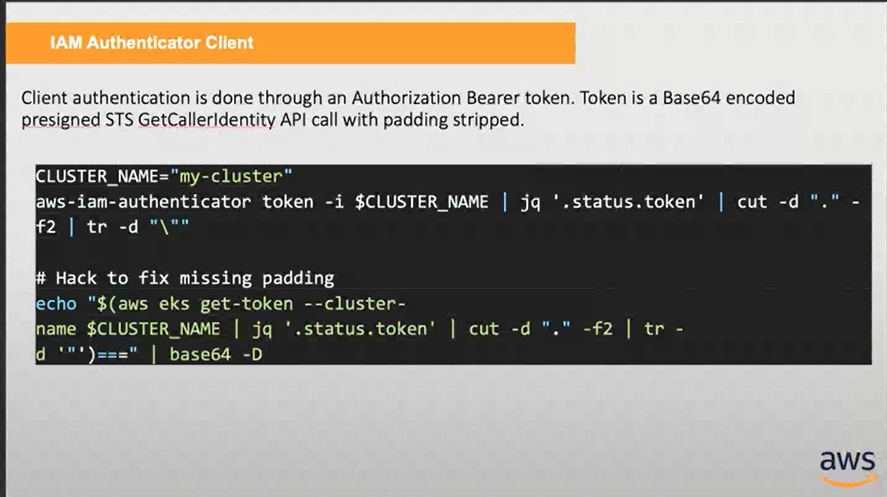 IAM Authenticator Client
Client authentication is done through an Authorization Bearer token. Token is a Base64 encoded
presigned STS GetCallerIdentity API call with padding stripped.
CLUSTER_NAME="my-cluster"
aws-iam-authenticator token -i $CLUSTER_NAME | jq '.status.token' | cut -d "." -
f2 | tr -d "\""
# Hack to fix missing padding
echo "$(aws eks get-token --cluster-
name $CLUSTER_NAME | jq '.status.token' | cut -d "." -f2 | tr -
d '"')===" | base64 -D
aws